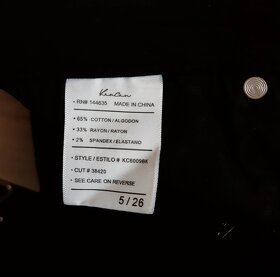 KanCan
• RN# 144635 MADE IN CHINA
• 65% COTTON / ALGODON
• 33% RAYON / RAYON
• 2% SPANDEX / ELASTANO
• STYLE / ESTILO # KC6009BK
• CUT # 38420
• SEE CARE ON REVERSE
5 / 26